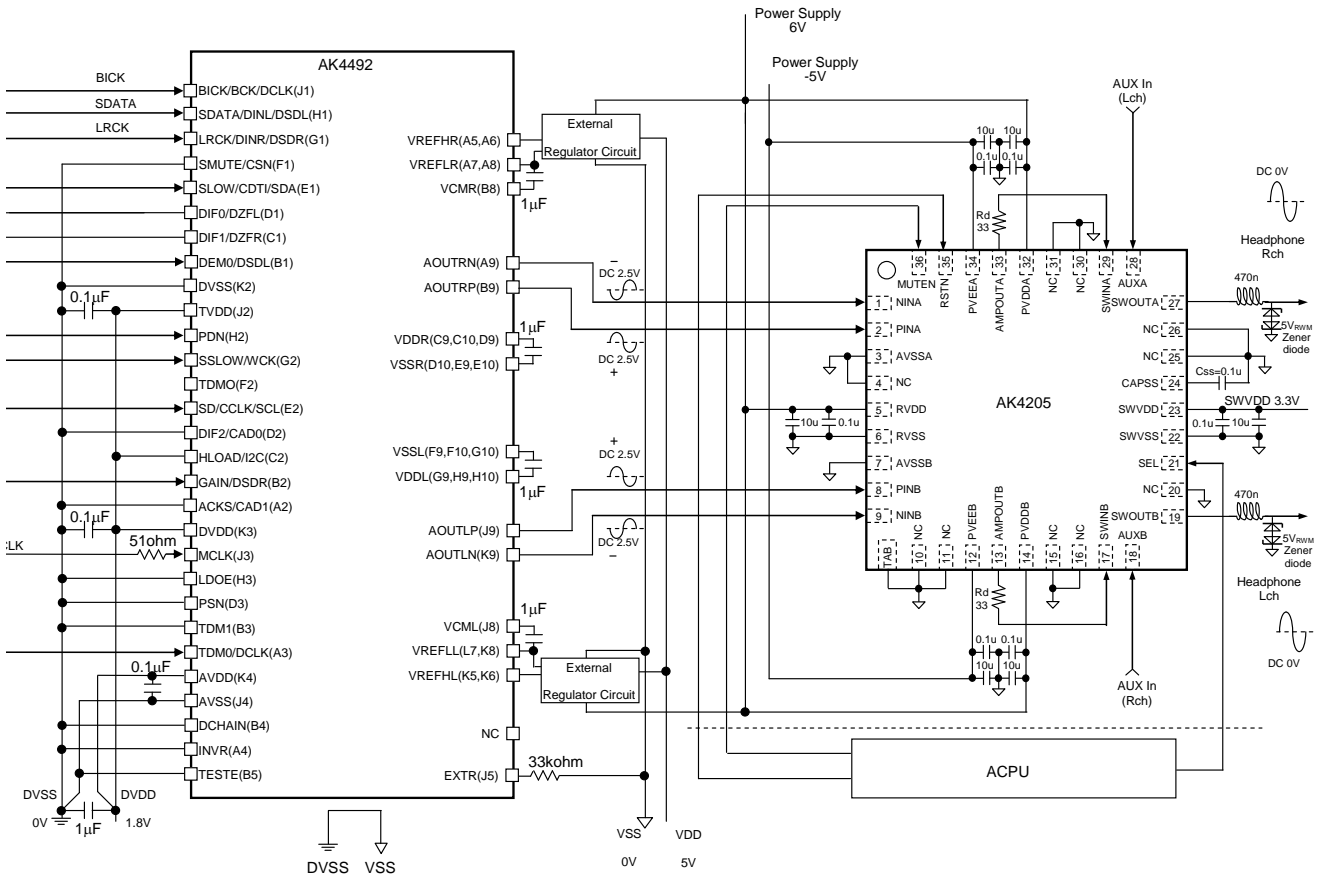 Power Supply
6V
Power Supply
-5V
AK4492
BICK
SDATA
LRCK
BICK/BCK/DCLK(J1)
SDATA/DINL/DSDL(H1)
LRCK/DINR/DSDR(G1)
SMUTE/CSN(F1)
SLOW/CDTI/SDA(E1)
DIF0/DZFL(D1)
DIF1/DZFR(C1)
DEM0/DSDL(B1)
DVSS(K2)
0.1μF
TVDD(J2)
PDN(H2)
SSLOW/WCK(G2)
TDMO(F2)
SD/CCLK/SCL(E2)
DIF2/CAD0(D2)
HLOAD/I2C(C2)
GAIN/DSDR(B2)
ACKS/CAD1(A2)
0.1μF
DVDD(K3)
CLK
51ohm
MCLK(J3)
LDOE(H3)
PSN(D3)
TDM1(B3)
TDM0/DCLK(A3)
0.1μF
AVDD(K4)
AVSS(J4)
DCHAIN(B4)
INVR(A4)
TESTE(B5)
DVSS
DVDD
0V
1μF
1.8V
VREFHR(A5,A6)
VREFLR(A7,A8)
VCMR(B8)
1μF
External
Regulator Circuit
AOUTRN(A9)
AOUTRP(B9)
−
DC 2.5V
VDDR(C9,C10,D9)
VSSR(D10,E9,E10)
1μF
DC 2.5V
+
VSSL(F9,F10,G10)
VDDL(G9,H9,H10)
1μF
+
DC 2.5V
AOUTLP(J9)
AOUTLN(K9)
DC 2.5V
−
1μF
VCML(J8)
VREFLL(L7,K8)
VREFHL(K5,K6)
External
Regulator Circuit
NC
EXTR(J5)
33kohm
DVSS
VSS
VSS
0V
VDD
5V
10u
10u
0.1u
0.1u
Rd
33
AUX In
(Lch)
36
MUTEN
35
RSTN
34
PVEEA
33
AMPOUTA
32
PVDDA
31
NC
30
NC
29
SWINA
28
AUXA
AK4205
1
NINA
2
PINA
3
AVSSA
4
NC
5
RVDD
6
RVSS
7
AVSSB
8
PINB
9
NINB
10u
0.1u
TAB
10
NC
11
NC
12
PVEEB
13
AMPOUTB
14
PVDDB
15
NC
16
NC
17
SWINB
18
AUXB
SWOUTA
27
NC
26
NC
25
CAPSS
24
SWVDD
23
SWVSS
22
SEL
21
NC
20
SWOUTB
19
DC 0V
Headphone
Rch
470n
5VRWM
Zener
diode
Css=0.1u
SWVDD 3.3V
0.1u
10u
470n
5VRWM
Zener
diode
Headphone
Lch
DC 0V
Rd
33
0.1u
0.1u
10u
10u
AUX In
(Rch)
ACPU